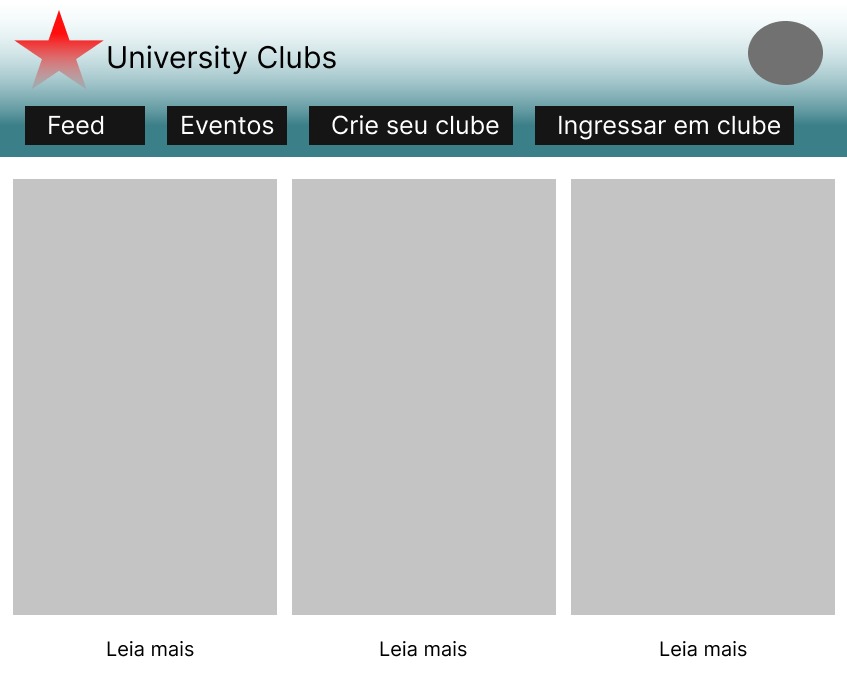 University Clubs
Feed Eventos Crie seu clube Ingressar em clube
Leia mais Leia mais Leia mais